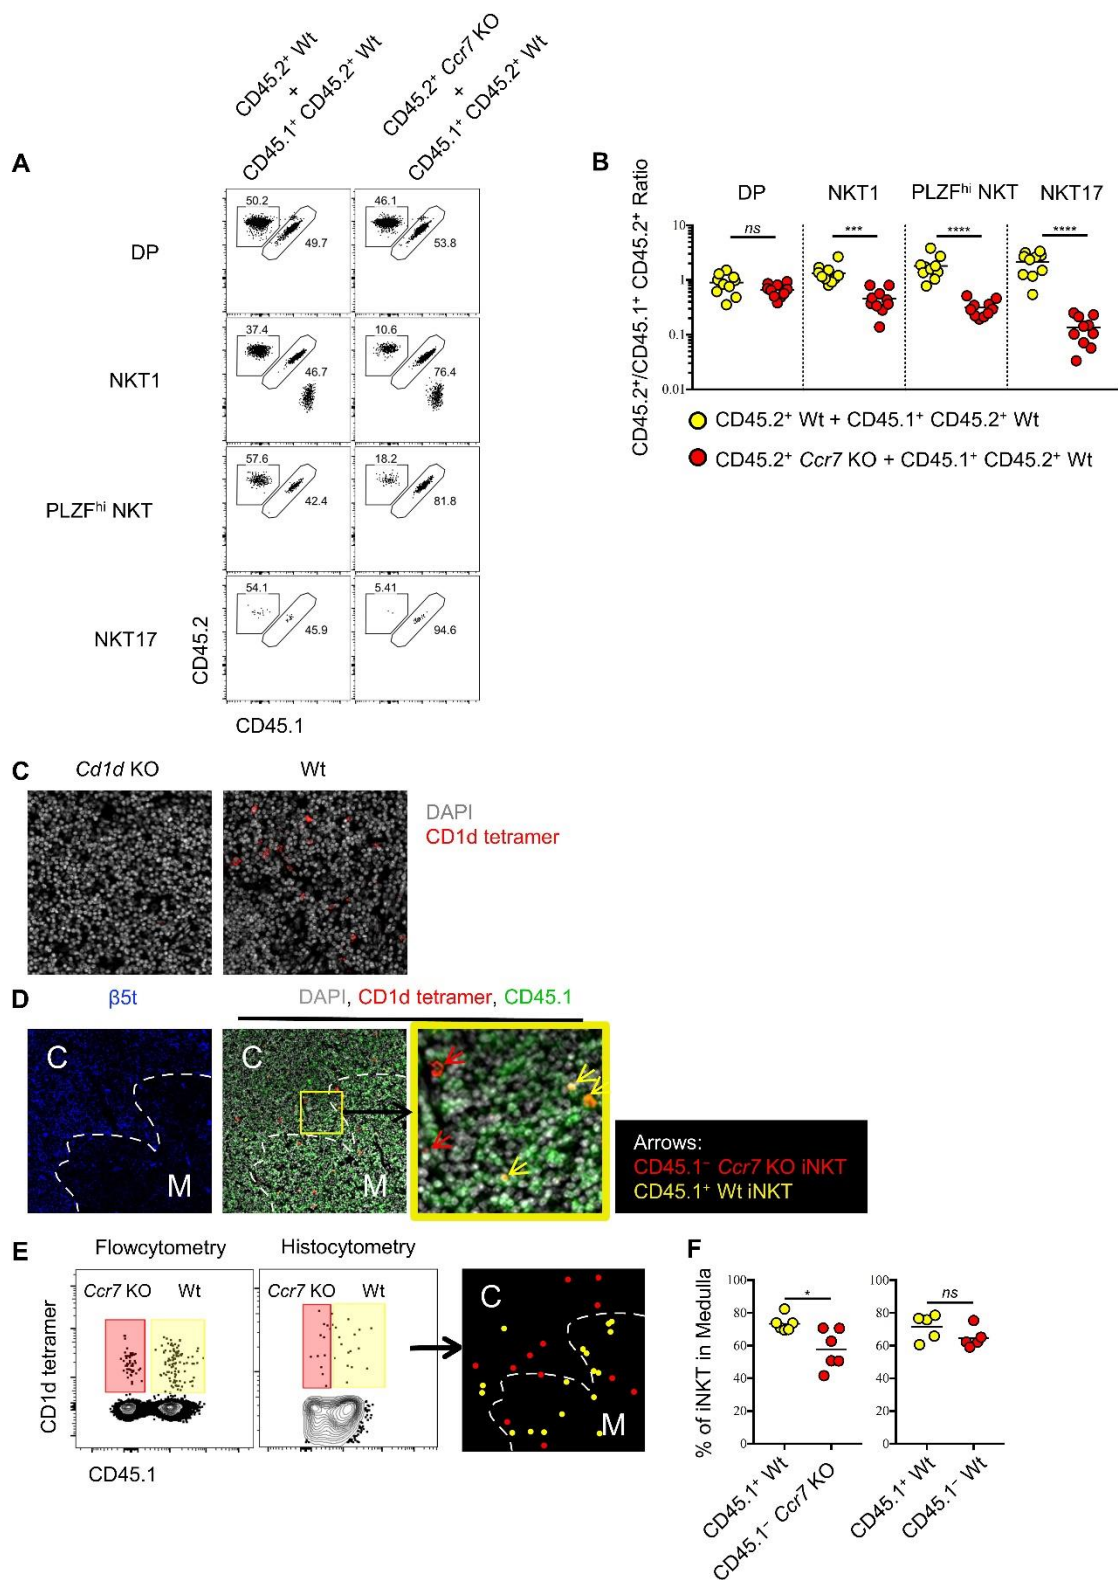 CD45.2⁺ Wt
+
CD45.1⁺ CD45.2⁺ Wt
CD45.2⁺ Ccr7 KO
+
CD45.1⁺ CD45.2⁺ Wt
A
DP
50.2
49.7
46.1
53.8
NKT1
37.4
46.7
10.6
76.4
PLZFʰⁱ NKT
57.6
42.4
18.2
81.8
NKT17
54.1
45.9
5.41
94.6
CD45.2
CD45.1
B
CD45.2⁺/CD45.1⁺ CD45.2⁺ Ratio
DP NKT1 PLZFʰⁱ NKT NKT17
ns *** **** ****
10
1
0.1
0.01
CD45.2⁺ Wt + CD45.1⁺ CD45.2⁺ Wt
CD45.2⁺ Ccr7 KO + CD45.1⁺ CD45.2⁺ Wt
C
Cd1d KO Wt
DAPI
CD1d tetramer
D
β5t
DAPI, CD1d tetramer, CD45.1
C
M
C
M
Arrows:
CD45.1⁻ Ccr7 KO iNKT
CD45.1⁺ Wt iNKT
E
Flowcytometry Histocytometry
Ccr7 KO Wt
Ccr7 KO Wt
CD1d tetramer
CD45.1
C
M
F
% of iNKT in Medulla
100
80
60
40
20
0
*
CD45.1⁺ Wt
CD45.1⁻ Ccr7 KO
100
80
60
40
20
0
ns
CD45.1⁺ Wt
CD45.1⁻ Wt